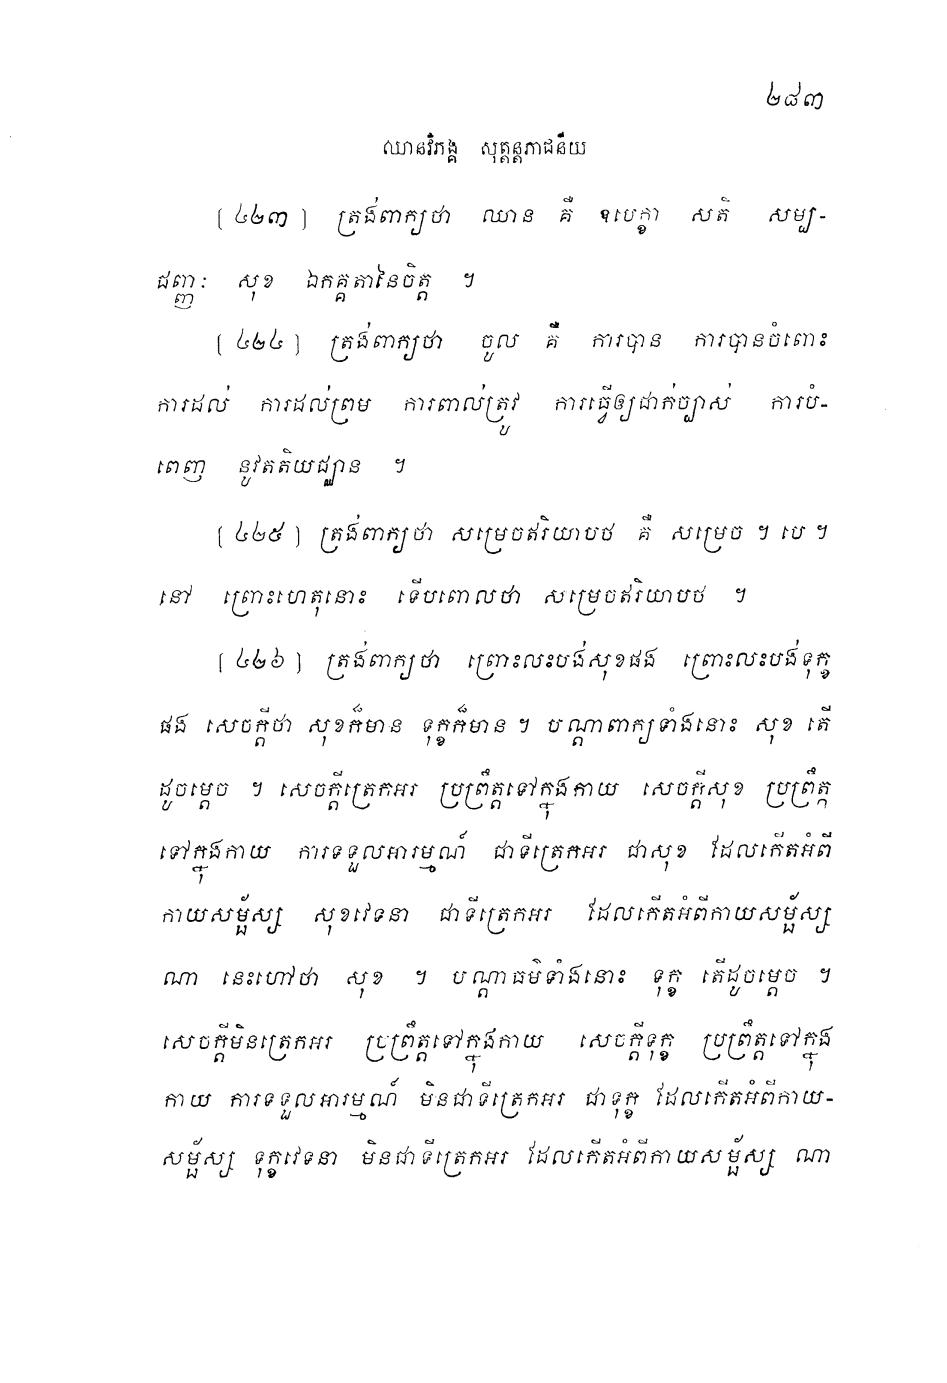 ២៨៣
ឈានវិភង្គ សុត្តន្តភាជនីយ
[ ៤២៣ ] ត្រង់ពាក្យថា ឈាន គឺ ឧបេក្ខា សតិ សម្ប-
ជញ្ញៈ សុខ ឯកគ្គតានៃចិត្ត ។
[ ៤២៤ ] ត្រង់ពាក្យថា ចូល គឺ ការបាន ការបានចំពោះ
ការដល់ ការដល់ព្រម ការពាល់ត្រូវ ការធ្វើឲ្យជាក់ច្បាស់ ការបំ-
ពេញ នូវតតិយជ្ឈាន ។
[ ៤២៥ ] ត្រង់ពាក្យថា សម្រេចឥរិយាបថ គឺ សម្រេច ។ បេ ។
នៅ ព្រោះហេតុនោះ ទើបពោលថា សម្រេចឥរិយាបថ ។
[ ៤២៦ ] ត្រង់ពាក្យថា ព្រោះលះបង់សុខផង ព្រោះលះបង់ទុក្ខ
ផង សេចក្តីថា សុខក៏មាន ទុក្ខក៏មាន ។ បណ្តាពាក្យទាំងនោះ សុខ តើ
ដូចម្តេច ។ សេចក្តីត្រេកអរ ប្រព្រឹត្តទៅក្នុងកាយ សេចក្តីសុខ ប្រព្រឹត្ត
ទៅក្នុងកាយ ការទទួលអារម្មណ៍ ជាទីត្រេកអរ ជាសុខ ដែលកើតអំពី
កាយសម្ផ័ស្ស សុខវេទនា ជាទីត្រេកអរ ដែលកើតអំពីកាយសម្ផ័ស្ស
ណា នេះហៅថា សុខ ។ បណ្តាធម៌ទាំងនោះ ទុក្ខ តើដូចម្តេច ។
សេចក្តីមិនត្រេកអរ ប្រព្រឹត្តទៅក្នុងកាយ សេចក្តីទុក្ខ ប្រព្រឹត្តទៅក្នុង
កាយ ការទទួលអារម្មណ៍ មិនជាទីត្រេកអរ ជាទុក្ខ ដែលកើតអំពីកាយ-
សម្ផ័ស្ស ទុក្ខវេទនា មិនជាទីត្រេកអរ ដែលកើតអំពីកាយសម្ផ័ស្ស ណា